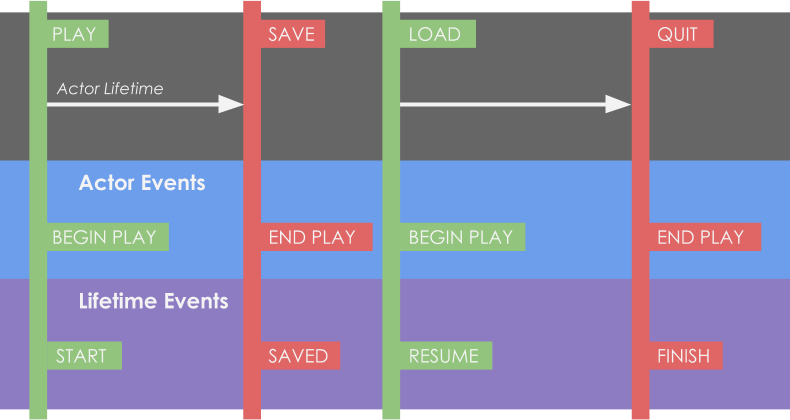 PLAY
SAVE
LOAD
QUIT
Actor Lifetime
Actor Events
BEGIN PLAY
END PLAY
BEGIN PLAY
END PLAY
Lifetime Events
START
SAVED
RESUME
FINISH